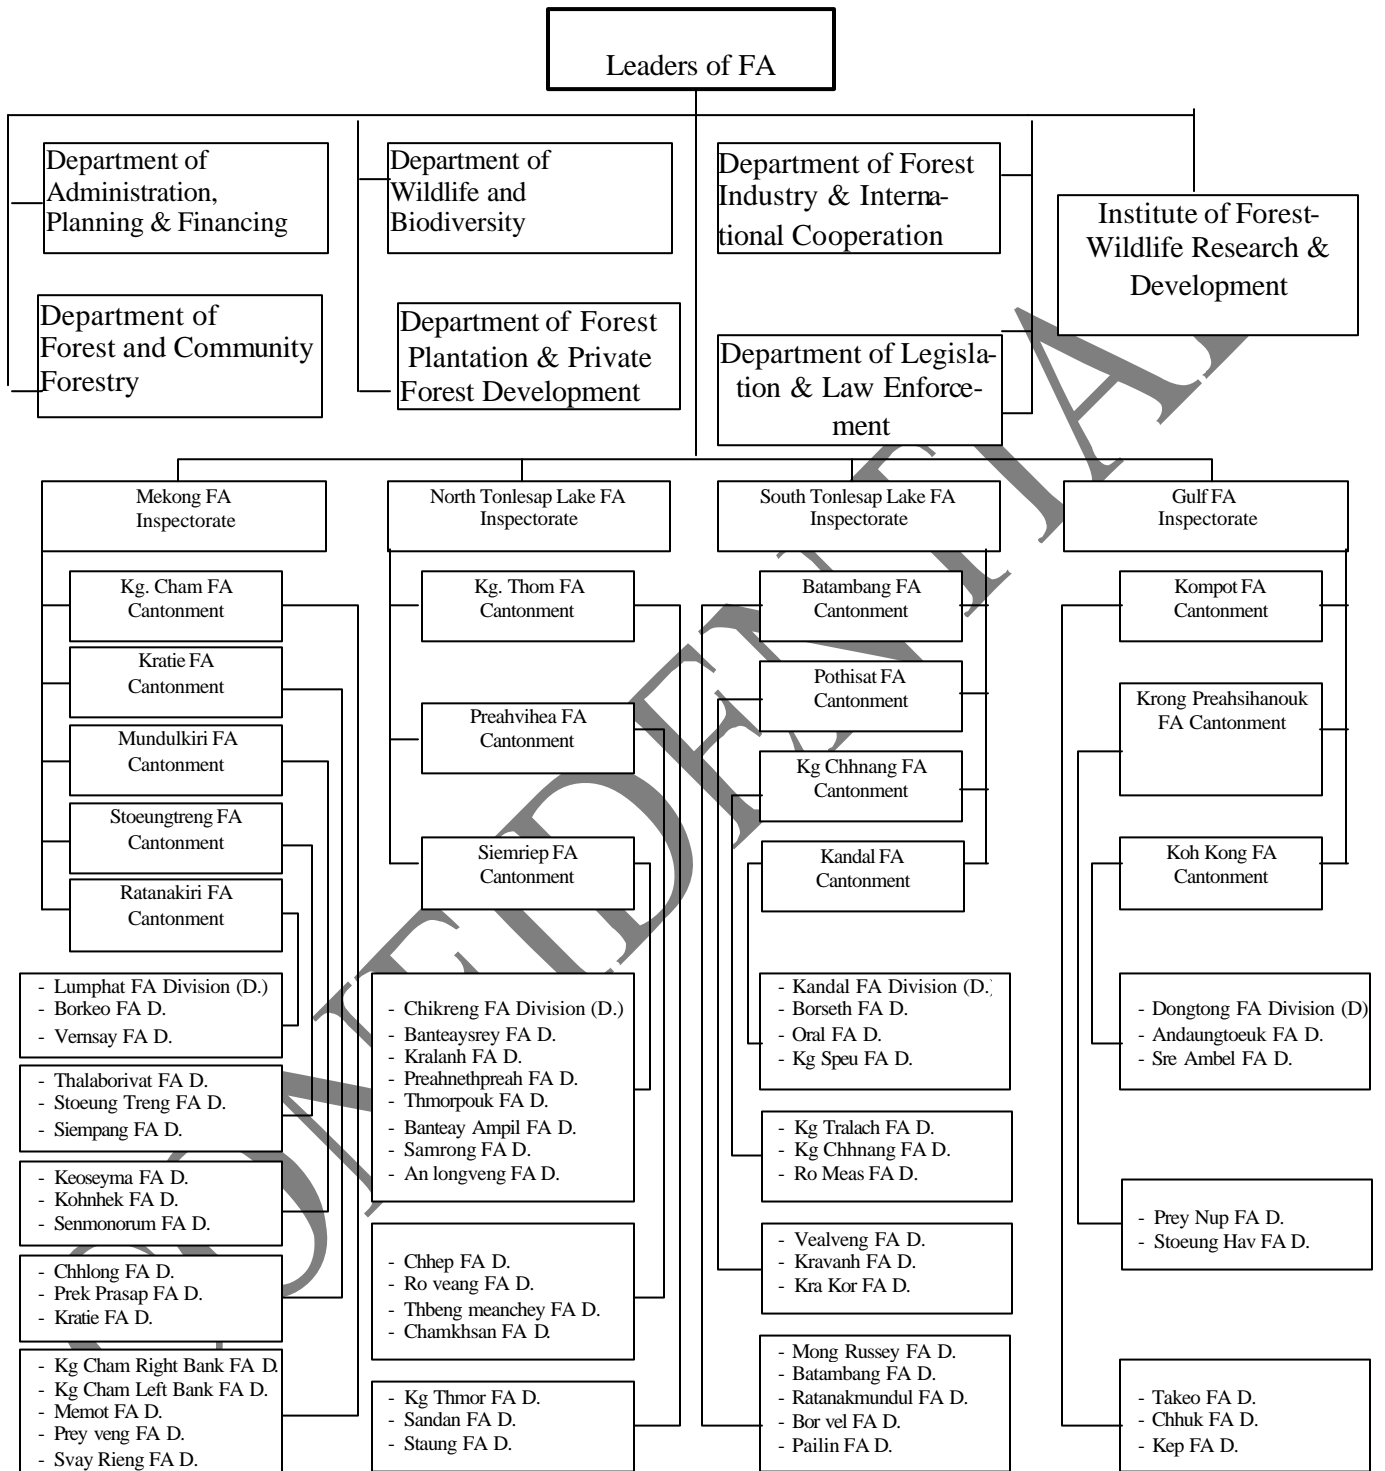 Leaders of FA
Department of
Administration,
Planning & Financing
Department of
Wildlife and
Biodiversity
Department of Forest
Industry & Interna-
tional Cooperation
Institute of Forest-
Wildlife Research &
Development
Department of
Forest and Community
Forestry
Department of Forest
Plantation & Private
Forest Development
Department of Legisla-
tion & Law Enforce-
ment
Mekong FA
Inspectorate
North Tonlesap Lake FA
Inspectorate
South Tonlesap Lake FA
Inspectorate
Gulf FA
Inspectorate
Kg. Cham FA
Cantonment
Kratie FA
Cantonment
Mundulkiri FA
Cantonment
Stoeungtreng FA
Cantonment
Ratanakiri FA
Cantonment
Kg. Thom FA
Cantonment
Preahvihea FA
Cantonment
Siemriep FA
Cantonment
Batambang FA
Cantonment
Pothisat FA
Cantonment
Kg Chhnang FA
Cantonment
Kandal FA
Cantonment
Kompot FA
Cantonment
Krong Preahsihanouk
FA Cantonment
Koh Kong FA
Cantonment
- Lumphat FA Division (D.)
- Borkeo FA D.
- Vernsay FA D.
- Thalaborivat FA D.
- Stoeung Treng FA D.
- Siempang FA D.
- Keoseyma FA D.
- Kohnhek FA D.
- Senmonorum FA D.
- Chhlong FA D.
- Prek Prasap FA D.
- Kratie FA D.
- Kg Cham Right Bank FA D.
- Kg Cham Left Bank FA D.
- Memot FA D.
- Prey veng FA D.
- Svay Rieng FA D.
- Chikreng FA Division (D.)
- Banteaysrey FA D.
- Kralanh FA D.
- Preahnethpreah FA D.
- Thmorpouk FA D.
- Banteay Ampil FA D.
- Samrong FA D.
- An longveng FA D.
- Chhep FA D.
- Ro veang FA D.
- Thbeng meanchey FA D.
- Chamkhsan FA D.
- Kg Thmor FA D.
- Sandan FA D.
- Staung FA D.
- Kandal FA Division (D.)
- Borseth FA D.
- Oral FA D.
- Kg Speu FA D.
- Kg Tralach FA D.
- Kg Chhnang FA D.
- Ro Meas FA D.
- Vealveng FA D.
- Kravanh FA D.
- Kra Kor FA D.
- Mong Russey FA D.
- Batambang FA D.
- Ratanakmundul FA D.
- Bor vel FA D.
- Pailin FA D.
- Dongtong FA Division (D)
- Andaungtoeuk FA D.
- Sre Ambel FA D.
- Prey Nup FA D.
- Stoeung Hav FA D.
- Takeo FA D.
- Chhuk FA D.
- Kep FA D.
CONFIDENTIAL